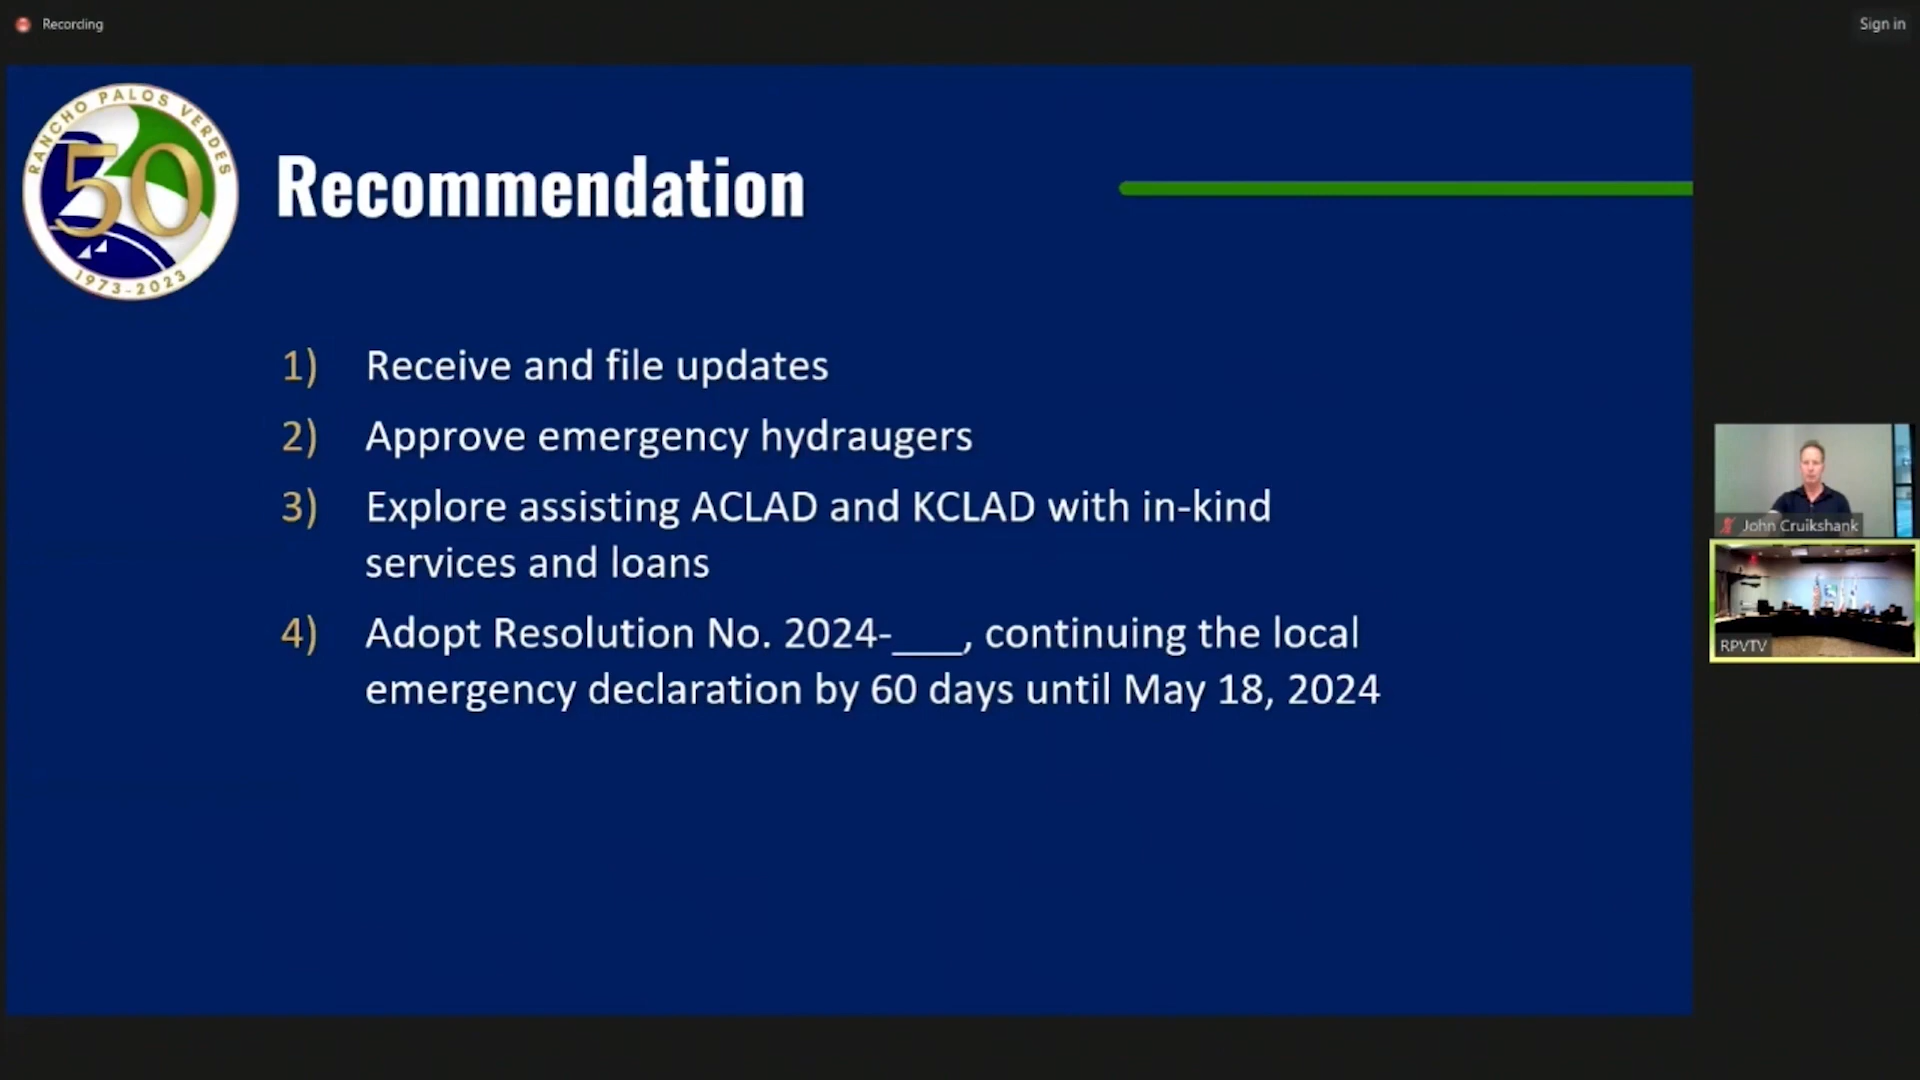 Recording
Sign in
RANCHO PALOS VERDES
50
1973-2023
Recommendation
1) Receive and file updates
2) Approve emergency hydraugers
3) Explore assisting ACLAD and KCLAD with in-kind
services and loans
4) Adopt Resolution No. 2024-___, continuing the local
emergency declaration by 60 days until May 18, 2024
John Cruikshank
RPVTV